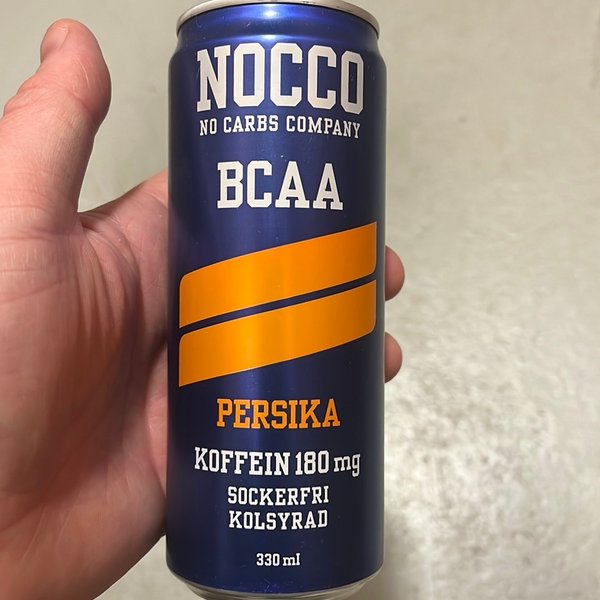 NOCCO
NO CARBS COMPANY
BCAA
PERSIKA
KOFFEIN 180 mg
SOCKERFRI
KOLSYRAD
330 ml